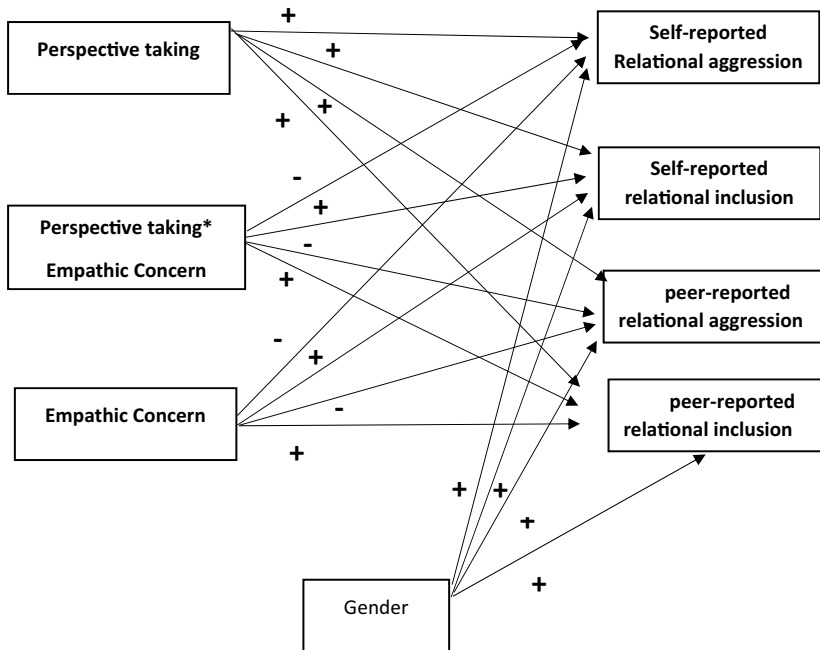 Perspective taking
+
+
+
+
Self-reported
Relational aggression
-
+
-
+
Perspective taking*
Empathic Concern
Self-reported
relational inclusion
peer-reported
relational aggression
-
+
-
+
Empathic Concern
peer-reported
relational inclusion
+
+
+
+
Gender